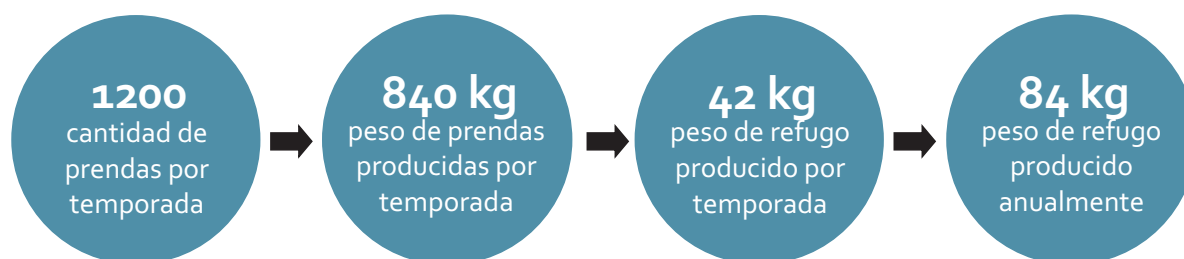 1200
cantidad de
prendas por
temporada
840 kg
peso de prendas
producidas por
temporada
42 kg
peso de refugo
producido por
temporada
84 kg
peso de refugo
producido
anualmente